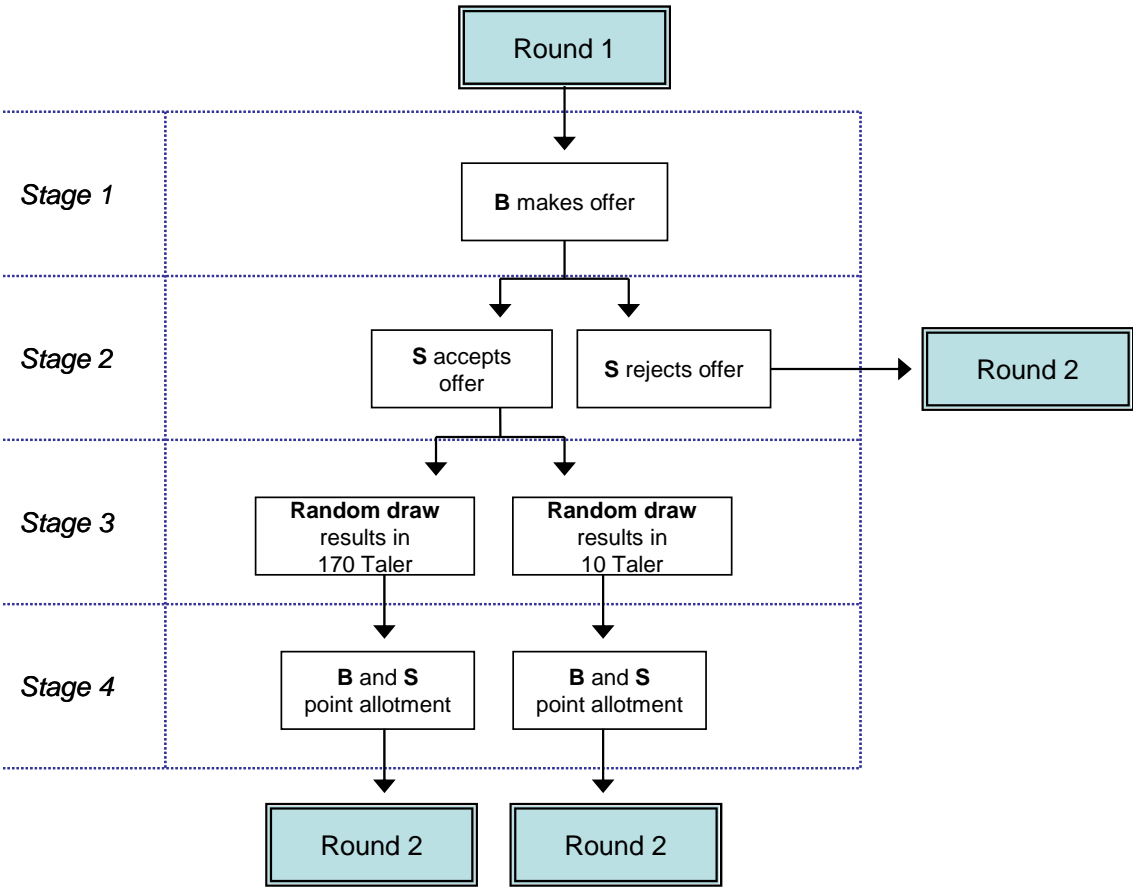 Round 1
Stage 1
B makes offer
Stage 2
S accepts
offer
S rejects offer
Round 2
Stage 3
Random draw
results in
170 Taler
Random draw
results in
10 Taler
Stage 4
B and S
point allotment
B and S
point allotment
Round 2
Round 2